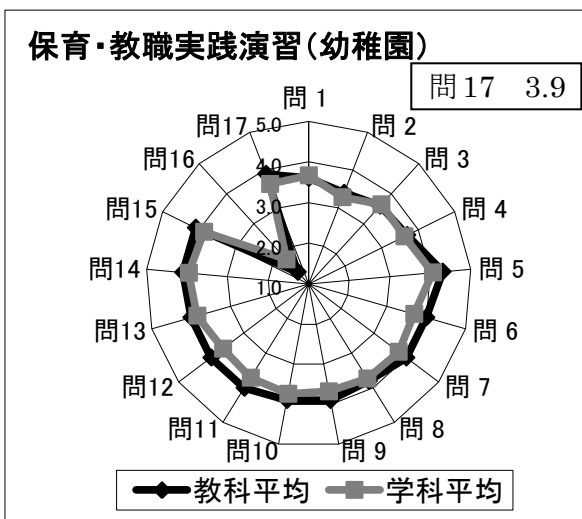 保育・教職実践演習(幼稚園)
問17 3.9
問 1
問 2
問 3
問 4
問 5
問 6
問 7
問 8
問 9
問10
問11
問12
問13
問14
問15
問16
問17
5.0
4.0
3.0
2.0
1.0
教科平均
学科平均